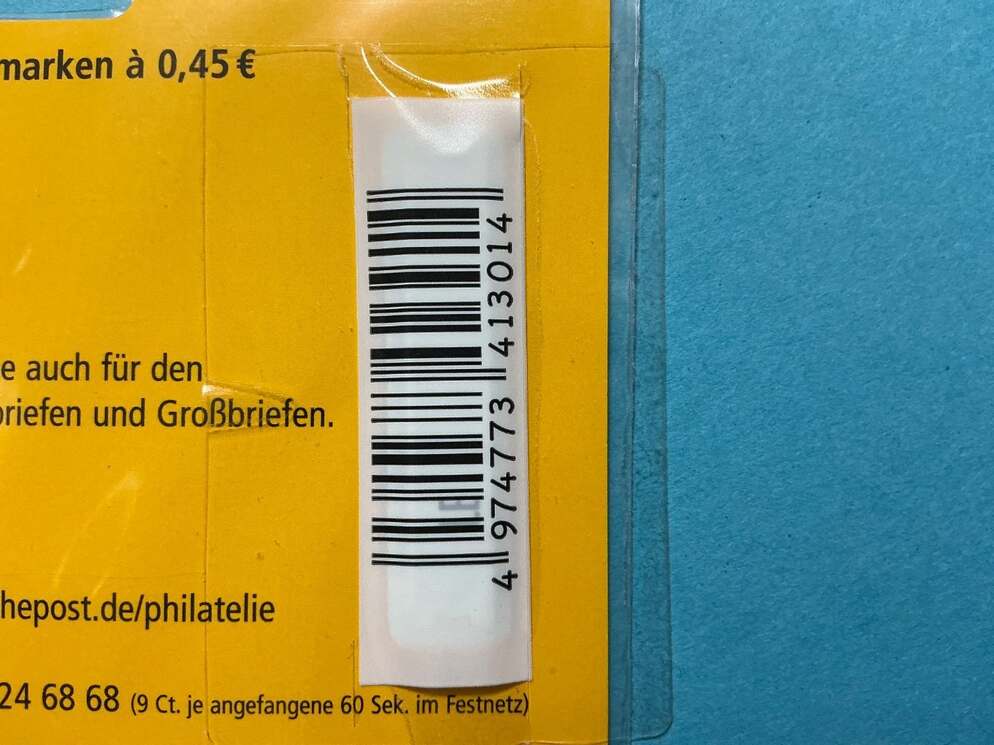 marken à 0,45 €
e auch für den
briefen und Großbriefen.
hepost.de/philatelie
24 68 68 (9 Ct. je angefangene 60 Sek. im Festnetz)
4 974773 413014